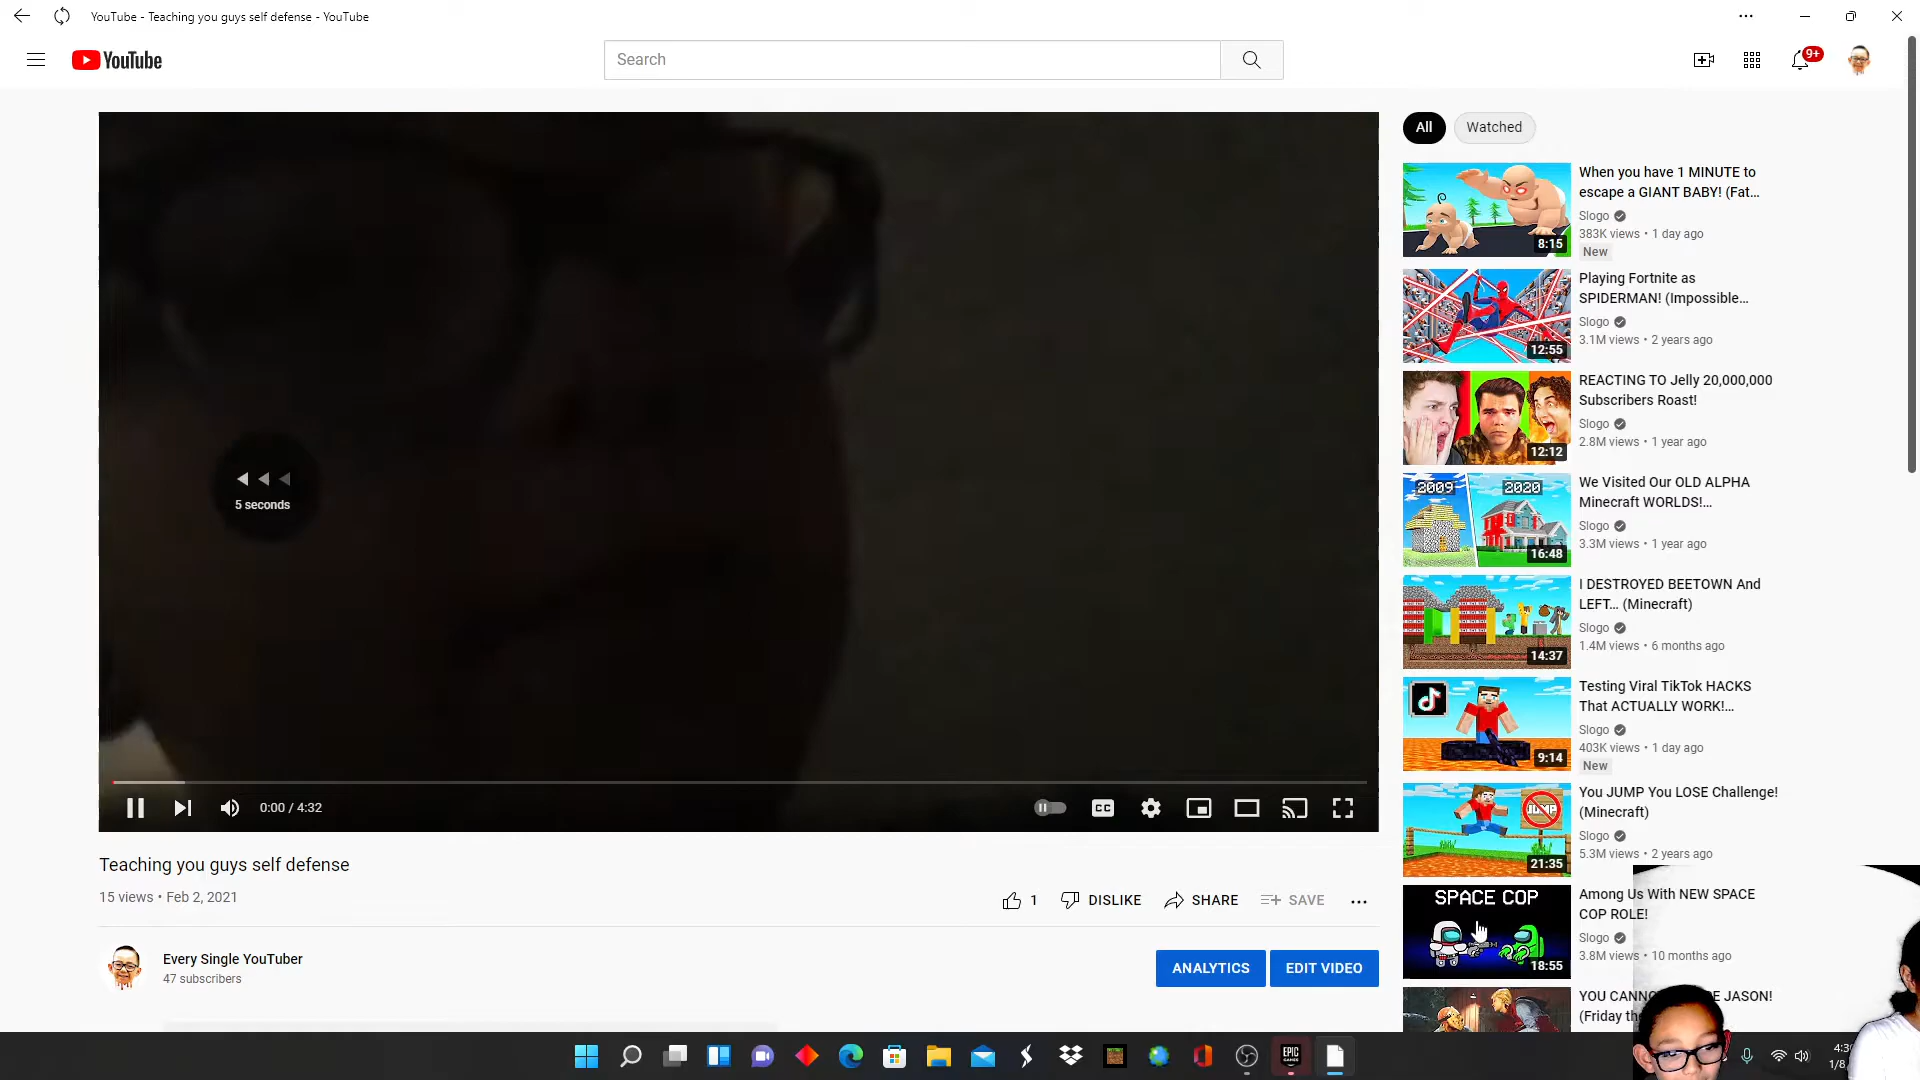 YouTube - Teaching you guys self defense - YouTube
YouTube
Search
9+
All
Watched
When you have 1 MINUTE to
escape a GIANT BABY! (Fat...
Slogo
383K views • 1 day ago
New
8:15
Playing Fortnite as
SPIDERMAN! (Impossible...
Slogo
3.1M views • 2 years ago
12:55
REACTING TO Jelly 20,000,000
Subscribers Roast!
Slogo
2.8M views • 1 year ago
12:12
2009
2020
We Visited Our OLD ALPHA
Minecraft WORLDS!...
Slogo
3.3M views • 1 year ago
16:48
I DESTROYED BEETOWN And
LEFT... (Minecraft)
Slogo
1.4M views • 6 months ago
14:37
Testing Viral TikTok HACKS
That ACTUALLY WORK!...
Slogo
403K views • 1 day ago
New
9:14
JUMP
You JUMP You LOSE Challenge!
(Minecraft)
Slogo
5.3M views • 2 years ago
21:35
SPACE COP
Among Us With NEW SPACE
COP ROLE!
Slogo
3.8M views • 10 months ago
18:55
JASON!
(Friday
5 seconds
0:00 / 4:32
CC
Teaching you guys self defense
15 views • Feb 2, 2021
1
DISLIKE
SHARE
SAVE
Every Single YouTuber
47 subscribers
ANALYTICS
EDIT VIDEO
EPIC
GAMES